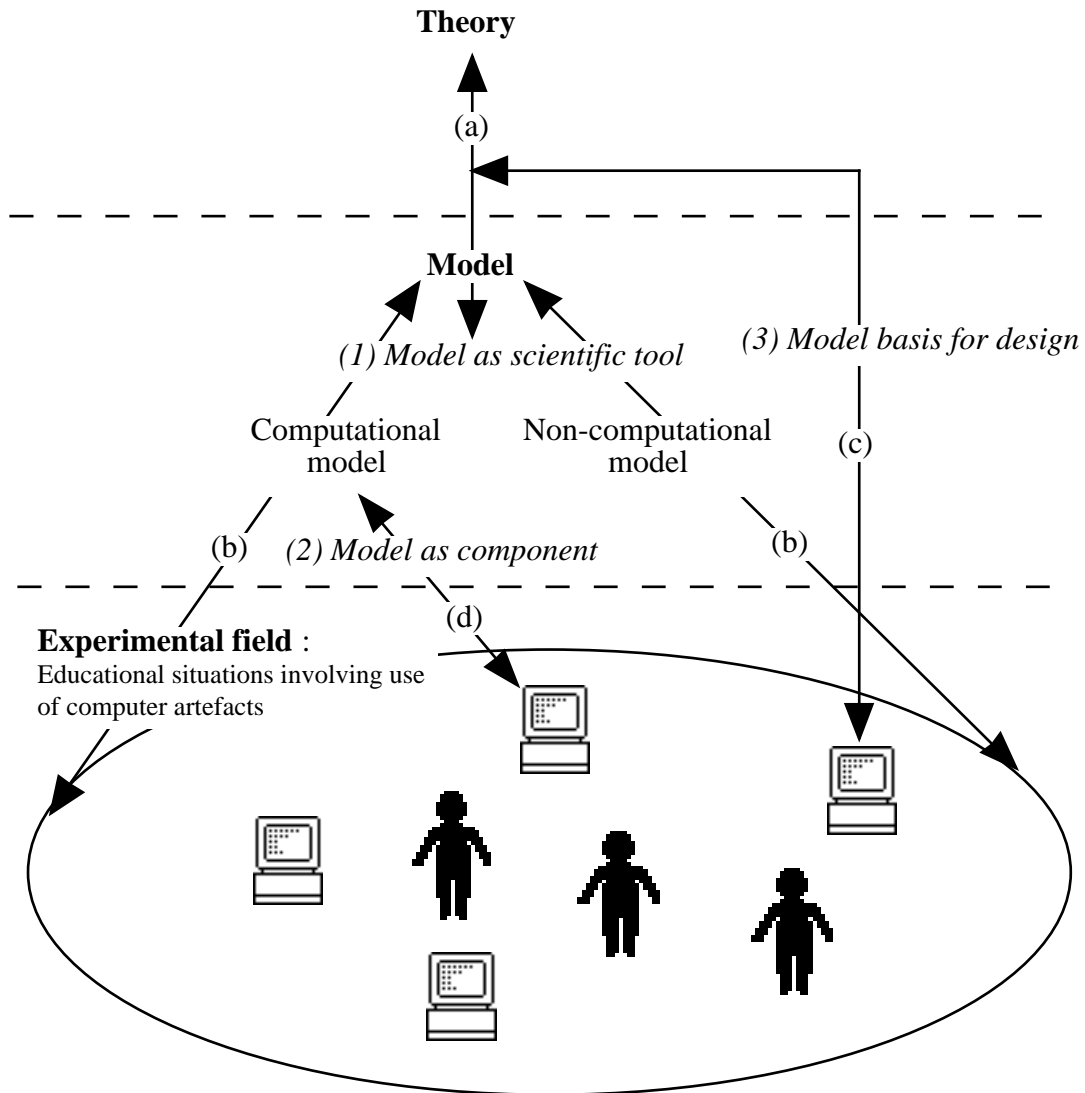 Theory
(a)
Model
(1) Model as scientific tool
(3) Model basis for design
Computational
model
Non-computational
model
(c)
(b)
(2) Model as component
(b)
(d)
Experimental field :
Educational situations involving use
of computer artefacts